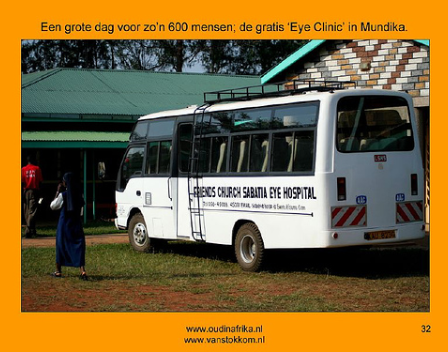 Een grote dag voor zo'n 600 mensen; de gratis 'Eye Clinic' in Mundika.
FRIENDS CHURCH SABATIA EYE HOSPITAL
www.oudinafrika.nl
32
www.vanstokkom.nl